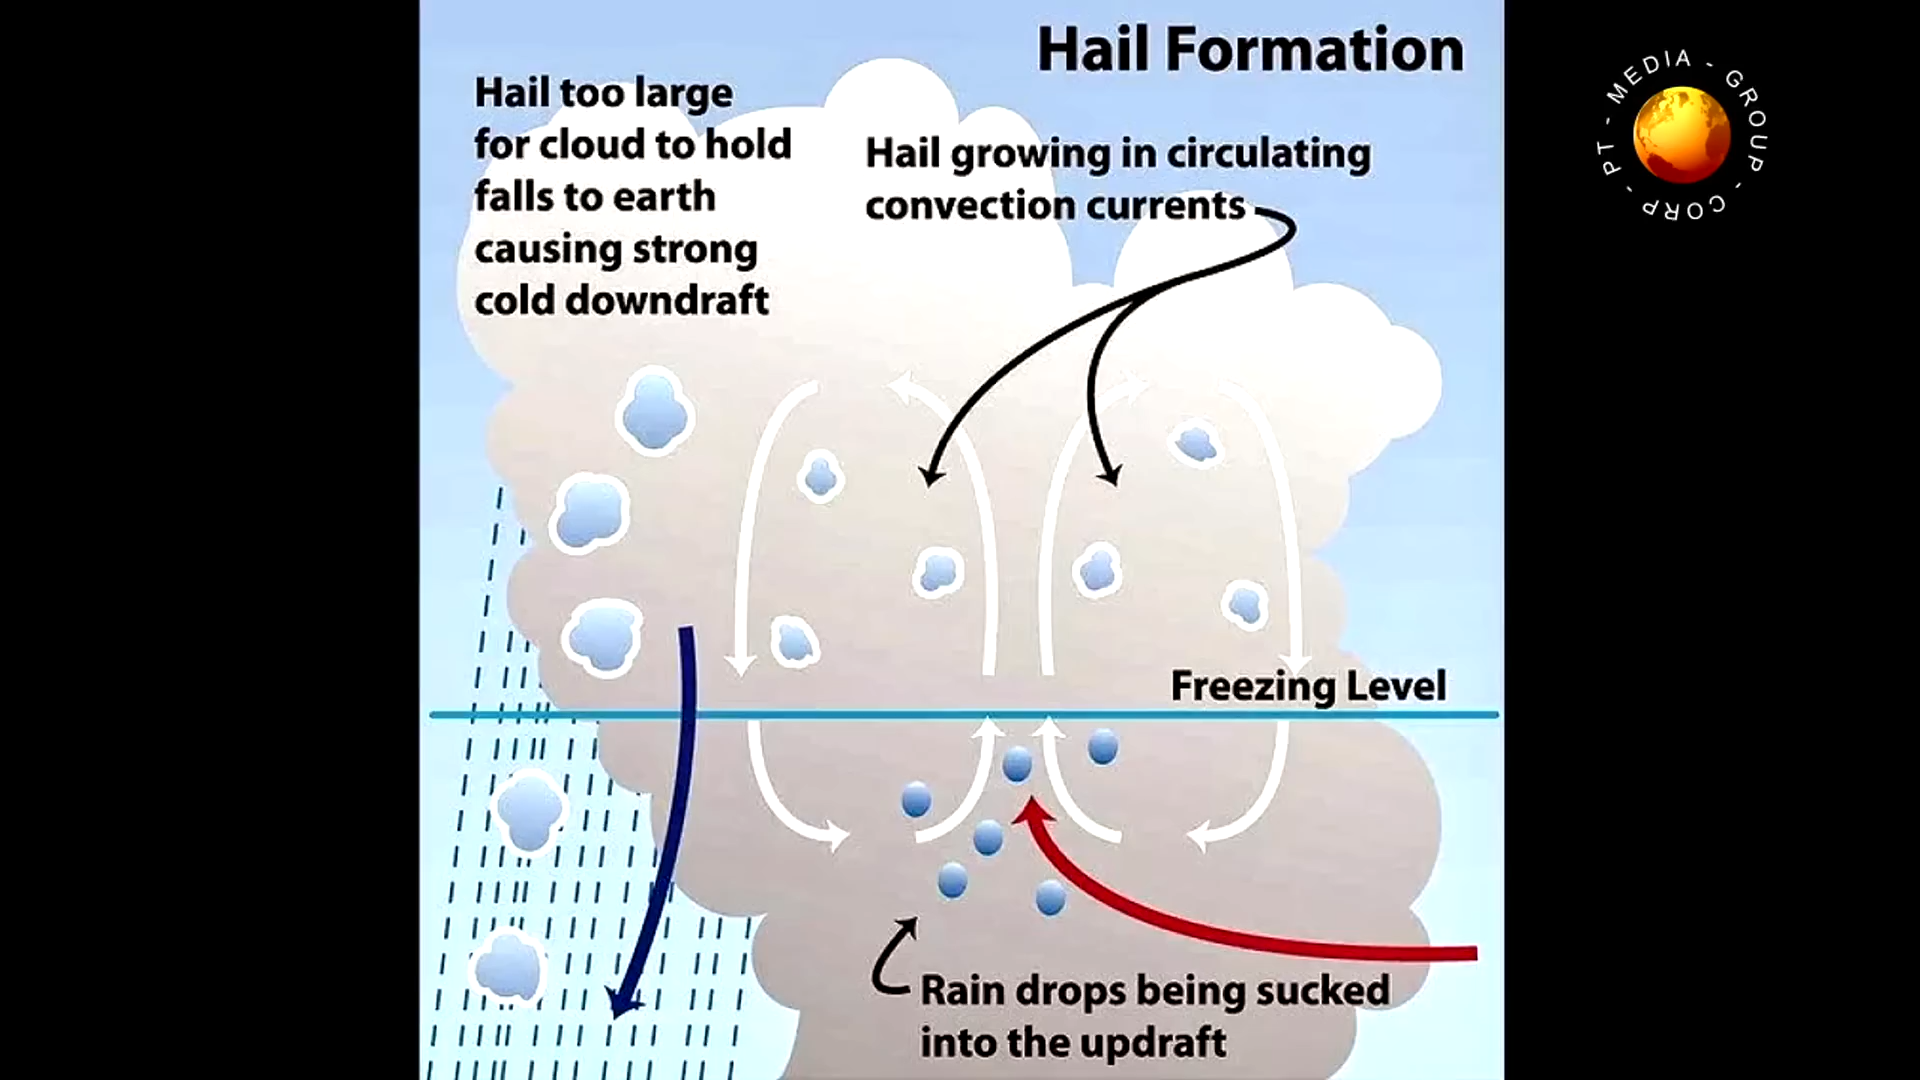 Hail Formation
Hail too large
for cloud to hold
falls to earth
causing strong
cold downdraft
Hail growing in circulating
convection currents
Freezing Level
Rain drops being sucked
into the updraft
PT - MEDIA - GROUP - CORP -